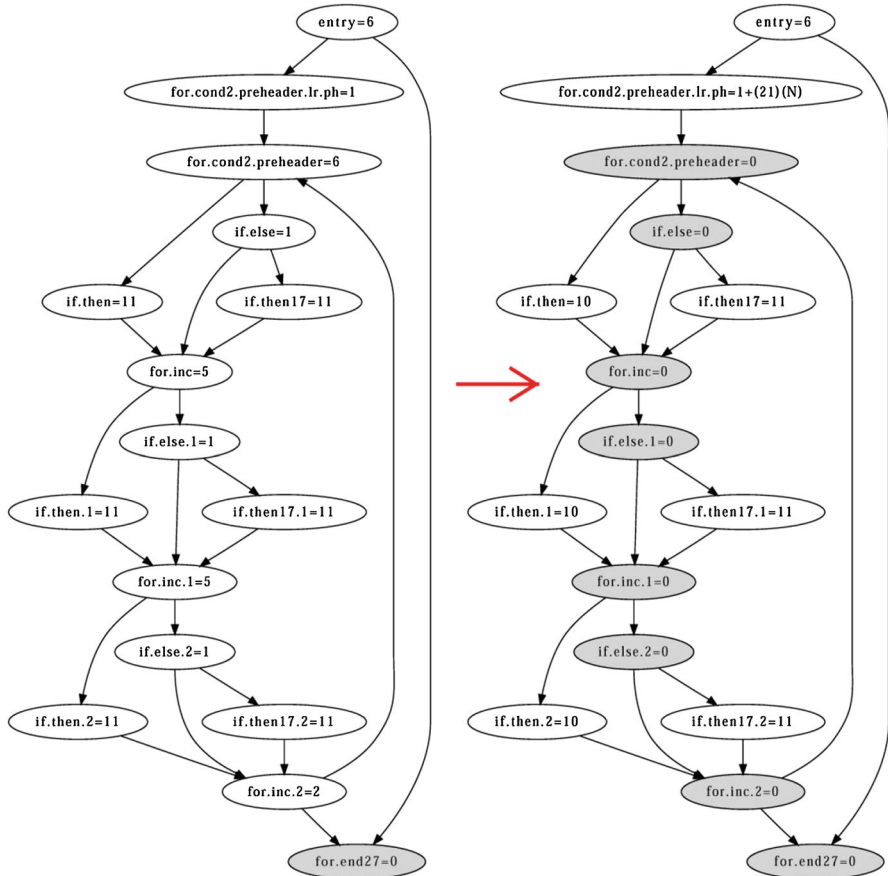 entry=6
for.cond2.preheader.lr.ph=1
for.cond2.preheader=6
if.else=1
if.then=11
if.then17=11
for.inc=5
if.else.1=1
if.then.1=11
if.then17.1=11
for.inc.1=5
if.else.2=1
if.then.2=11
if.then17.2=11
for.inc.2=2
for.end27=0
entry=6
for.cond2.preheader.lr.ph=1+(21)(N)
for.cond2.preheader=0
if.else=0
if.then=10
if.then17=11
for.inc=0
if.else.1=0
if.then.1=10
if.then17.1=11
for.inc.1=0
if.else.2=0
if.then.2=10
if.then17.2=11
for.inc.2=0
for.end27=0